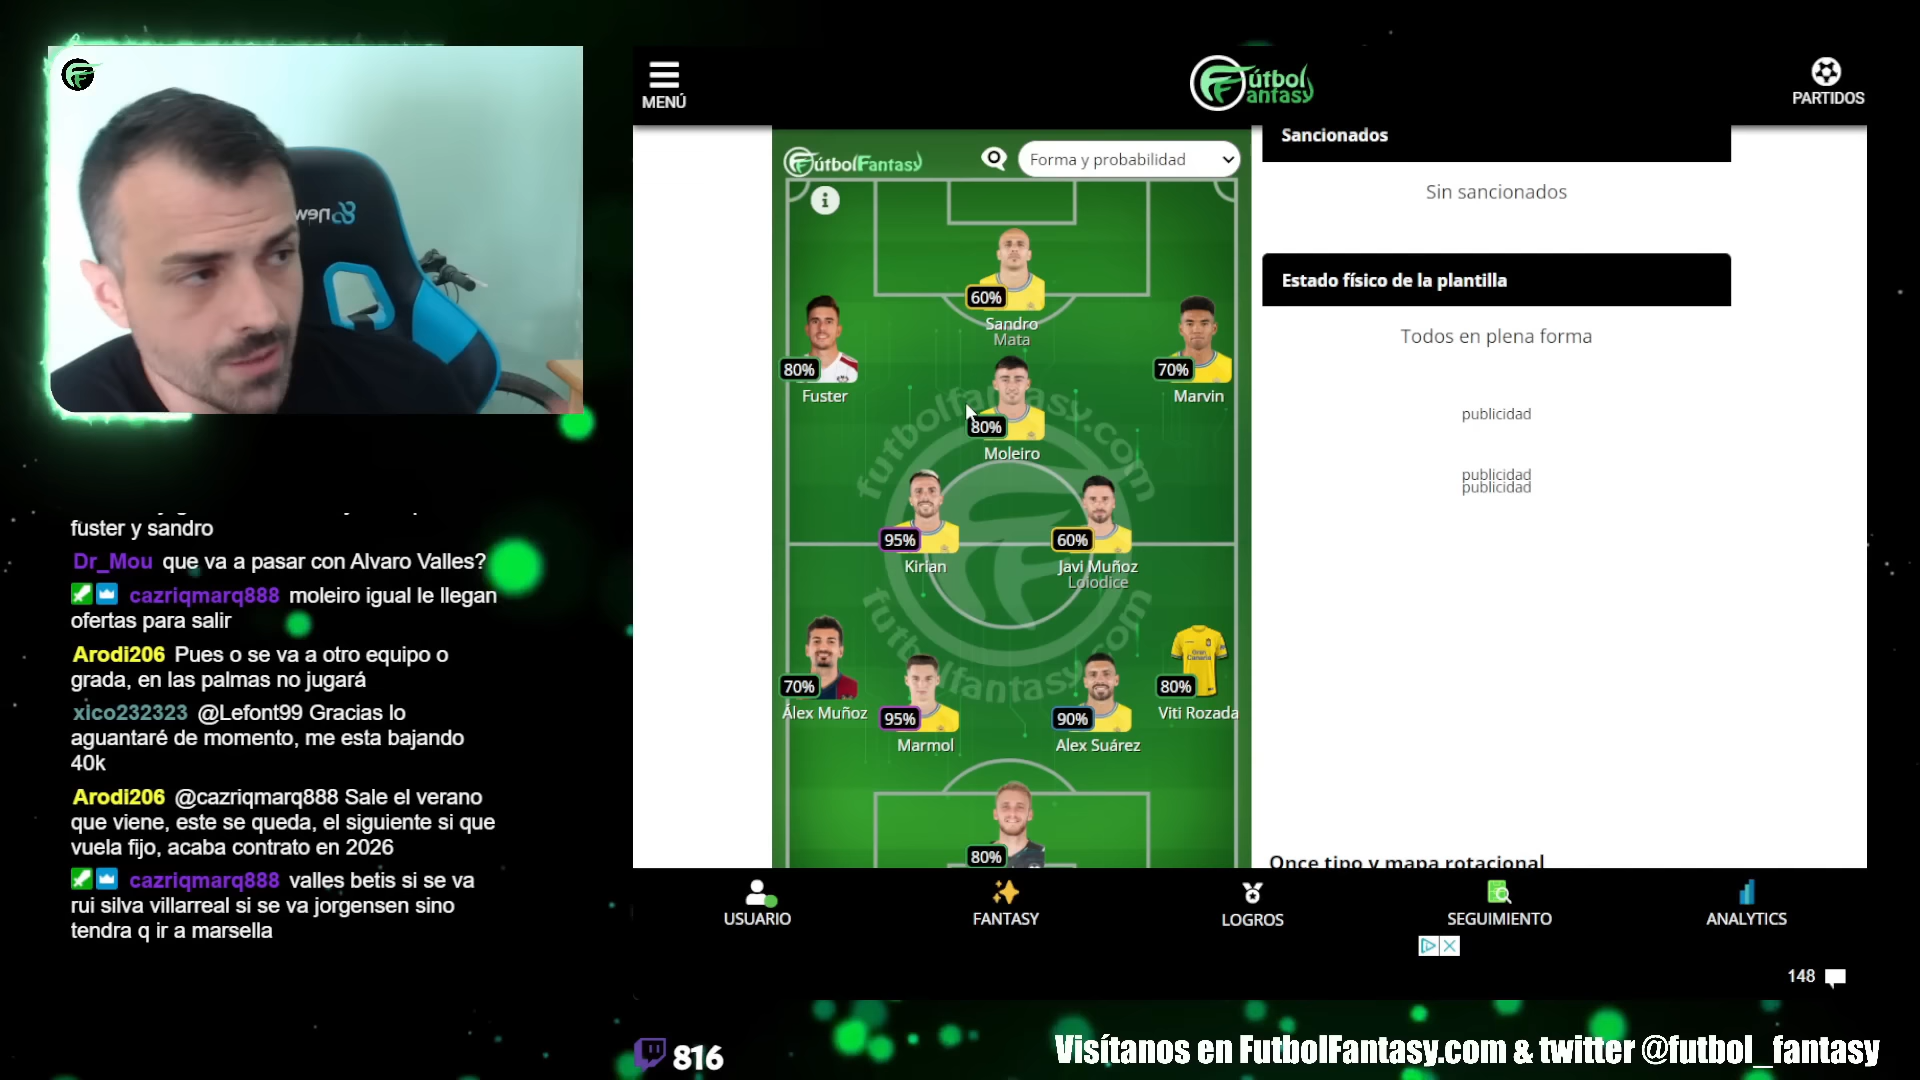 MENÚ
Fútbol
Fantasy
PARTIDOS
FútbolFantasy
Forma y probabilidad
Sancionados
Sin sancionados
Estado físico de la plantilla
Todos en plena forma
publicidad
publicidad
publicidad
60%
Sandro
Mata
80%
Fuster
70%
Marvin
80%
Moleiro
95%
Kirian
60%
Javi Muñoz
Loiodice
70%
Álex Muñoz
95%
Marmol
90%
Alex Suárez
80%
Viti Rozada
80%
futbolfantasy.com
futbolfantasy.com
Once tipo y mapa rotacional
fuster y sandro
Dr_Mou que va a pasar con Alvaro Valles?
cazriqmarq888 moleiro igual le llegan
ofertas para salir
Arodi206 Pues o se va a otro equipo o
grada, en las palmas no jugará
xico232323 @Lefont99 Gracias lo
aguantaré de momento, me esta bajando
40k
Arodi206 @cazriqmarq888 Sale el verano
que viene, este se queda, el siguiente si que
vuela fijo, acaba contrato en 2026
cazriqmarq888 valles betis si se va
rui silva villarreal si se va jorgensen sino
tendra q ir a marsella
USUARIO
FANTASY
LOGROS
SEGUIMIENTO
ANALYTICS
148
816
Visítanos en FutbolFantasy.com & twitter @futbol_fantasy